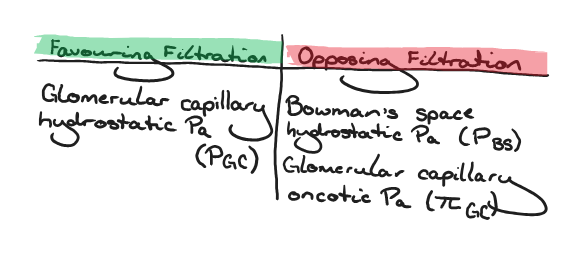 Favouring Filtration
Glomerular capillary
hydrostatic Pa
(PGC)
Opposing Filtration
Bowman's space
hydrostatic Pa (PBS)
Glomerular capillary
oncotic Pa (πGC)